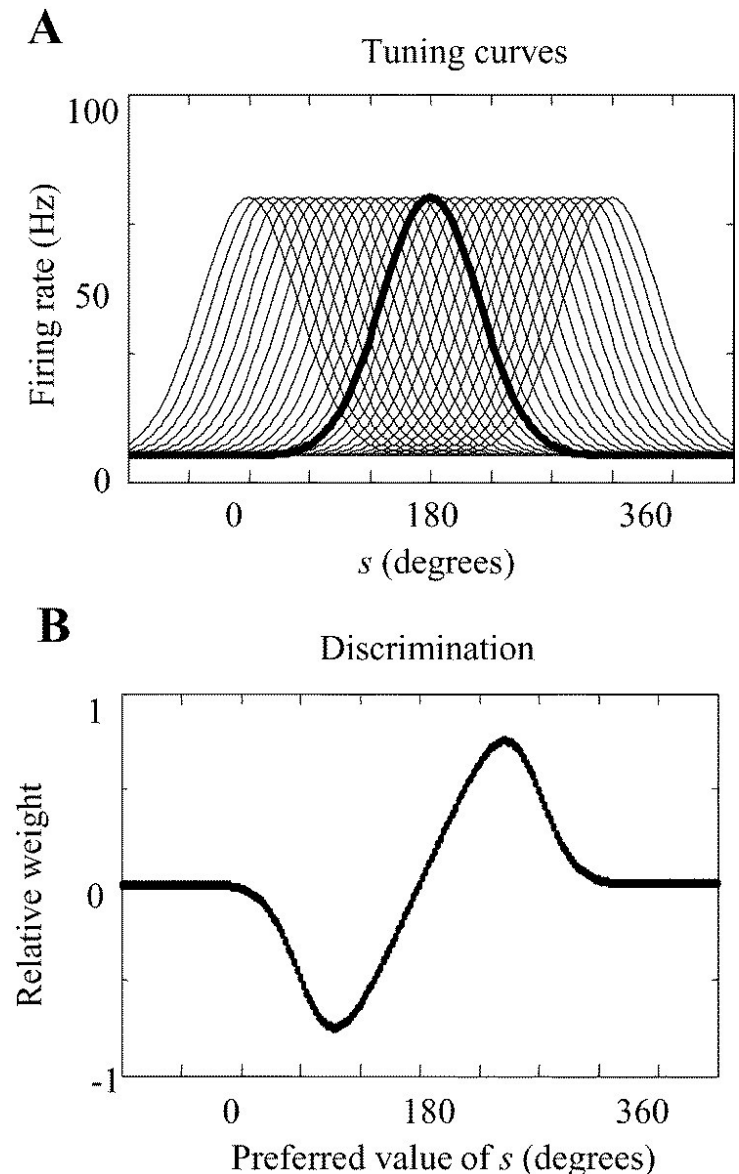 A
Tuning curves
100
50
0
Firing rate (Hz)
0 180 360
s (degrees)
B
Discrimination
1
0
-1
Relative weight
0 180 360
Preferred value of s (degrees)